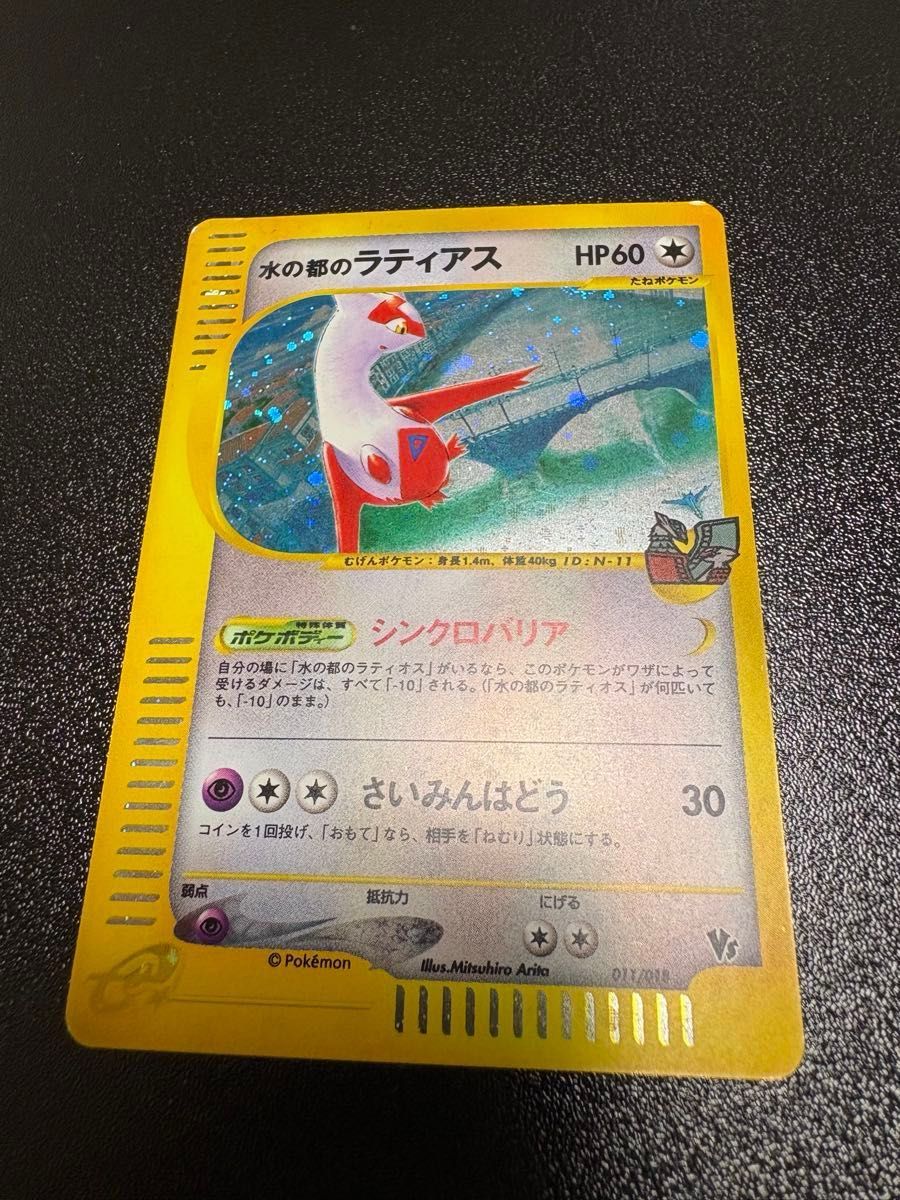 水の都のラティアス HP60
たねポケモン
むげんポケモン：身長1.4m、体重40kg ID:N-11
特殊体質
ポケボディー シンクロバリア
自分の場に「水の都のラティオス」がいるなら、このポケモンがワザによって
受けるダメージは、すべて「-10」される。（「水の都のラティオス」が何匹いて
も、「-10」のまま。）
さいみんはどう 30
コインを1回投げ、「おもて」なら、相手を「ねむり」状態にする。
弱点 抵抗力 にげる
©Pokémon Illus.Mitsuhiro Arita 011/018 Vs